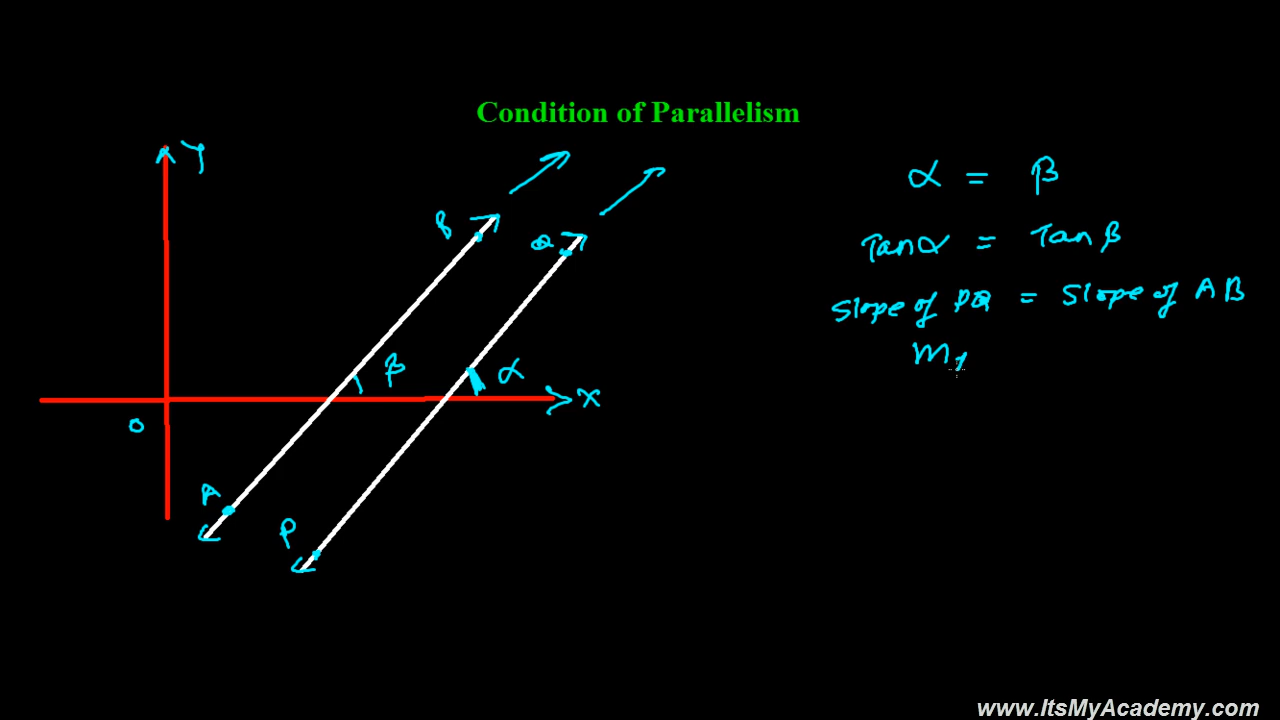 Condition of Parallelism
Y
α = β
B
Q
Tanα = Tanβ
Slope of PQ = Slope of AB
m1
β
α
X
O
A
P
www.ItsMyAcademy.com